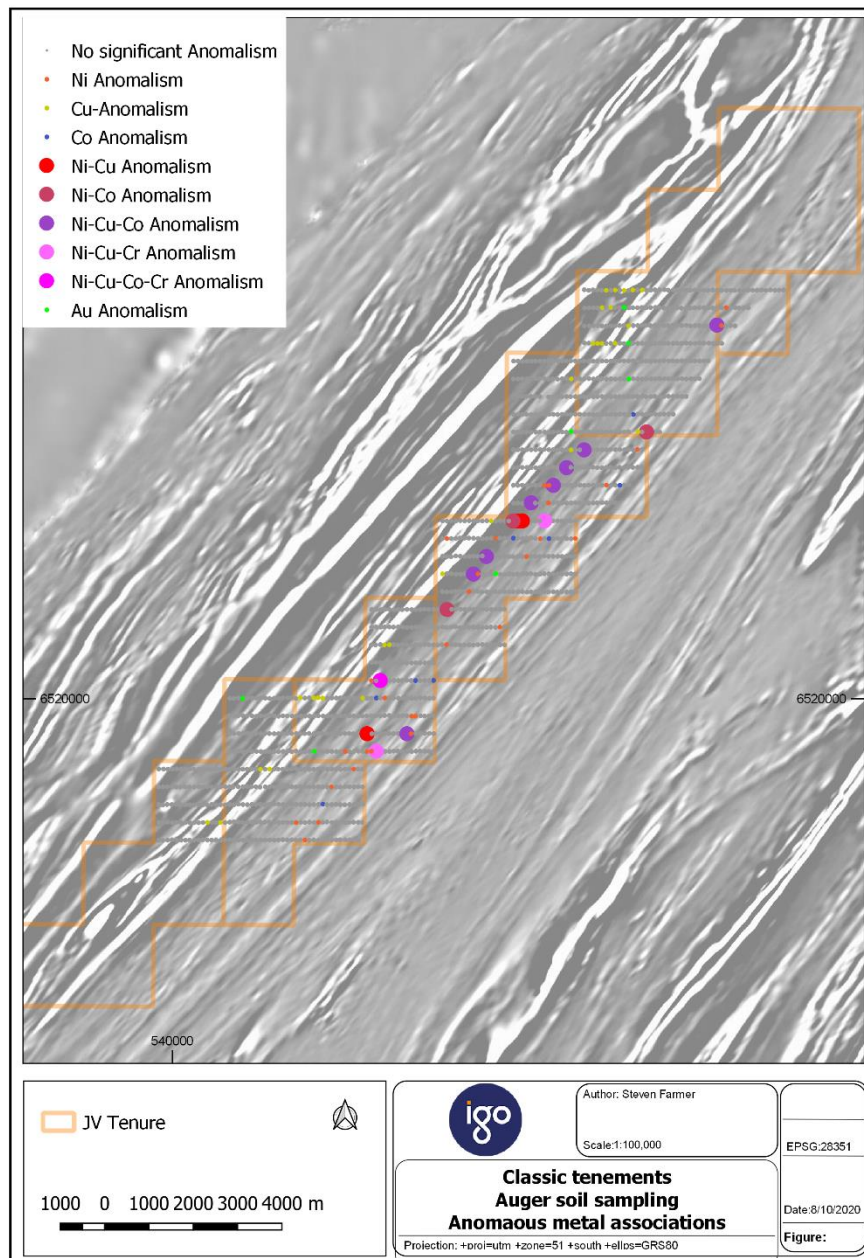 No significant Anomalism
Ni Anomalism
Cu-Anomalism
Co Anomalism
Ni-Cu Anomalism
Ni-Co Anomalism
Ni-Cu-Co Anomalism
Ni-Cu-Cr Anomalism
Ni-Cu-Co-Cr Anomalism
Au Anomalism
6520000
6520000
540000
JV Tenure
1000 0 1000 2000 3000 4000 m
igo
Author: Steven Farmer
Scale:1:100,000
EPSG:28351
Classic tenements
Auger soil sampling
Anomaous metal associations
Date:8/10/2020
Projection: +proj=utm +zone=51 +south +ellps=GRS80
Figure: